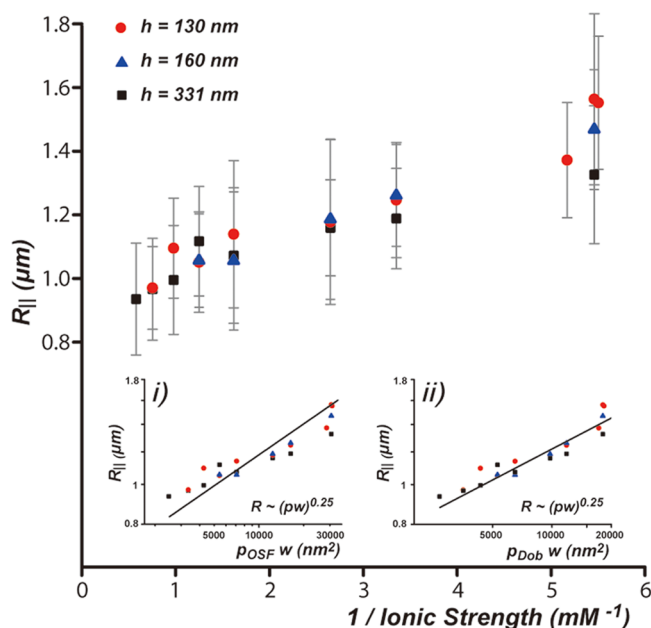 1.8
1.6
1.4
1.2
1.0
0.8
R|| (µm)
h = 130 nm
h = 160 nm
h = 331 nm
i)
1.8
1
0.8
R|| (µm)
R ~ (pw)^0.25
5000 10000 30000
pOSF w (nm²)
ii)
1.8
1
0.8
R|| (µm)
R ~ (pw)^0.25
5000 10000 20000
pDob w (nm²)
0 1 2 3 4 5 6
1 / Ionic Strength (mM⁻¹)